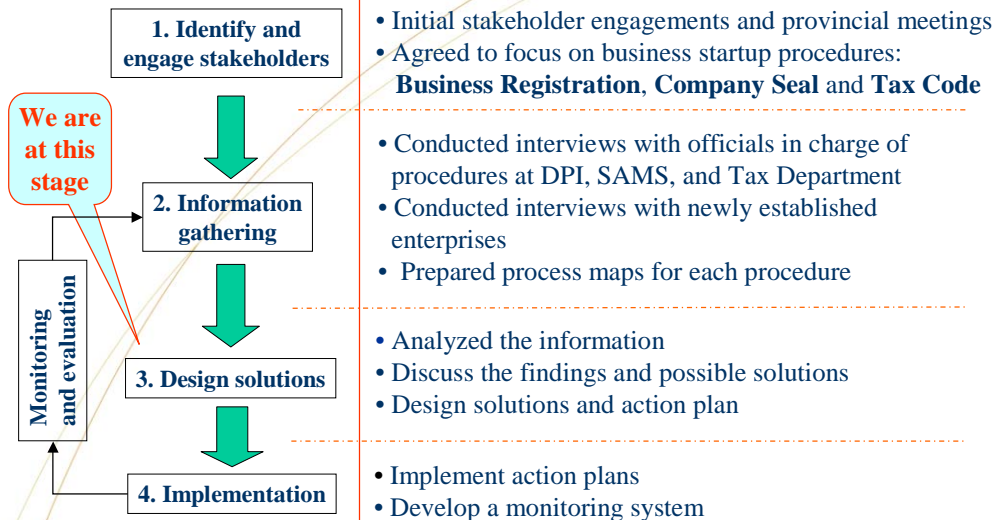 1. Identify and
engage stakeholders
• Initial stakeholder engagements and provincial meetings
• Agreed to focus on business startup procedures:
Business Registration, Company Seal and Tax Code
We are
at this
stage
2. Information
gathering
• Conducted interviews with officials in charge of
procedures at DPI, SAMS, and Tax Department
• Conducted interviews with newly established
enterprises
• Prepared process maps for each procedure
Monitoring
and evaluation
3. Design solutions
• Analyzed the information
• Discuss the findings and possible solutions
• Design solutions and action plan
4. Implementation
• Implement action plans
• Develop a monitoring system